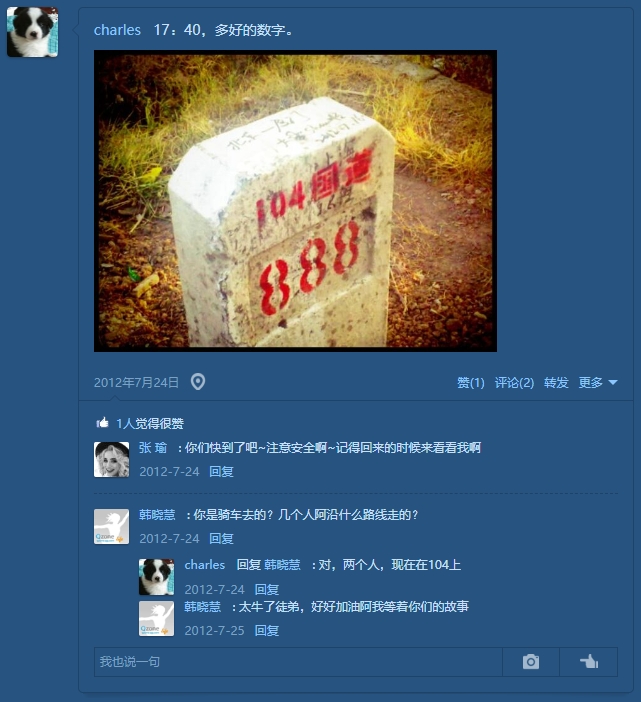 charles 17：40，多好的数字。
104国道
888
2012年7月24日 赞(1) 评论(2) 转发 更多
1人觉得很赞
张 瑜 : 你们快到了吧~注意安全啊~记得回来的时候来看看我啊
2012-7-24 回复
韩晓慧 : 你是骑车去的？几个人阿沿什么路线走的？
2012-7-24 回复
charles 回复 韩晓慧 : 对，两个人，现在在104上
2012-7-24 回复
韩晓慧 : 太牛了徒弟，好好加油阿我等着你们的故事
2012-7-25 回复
我也说一句